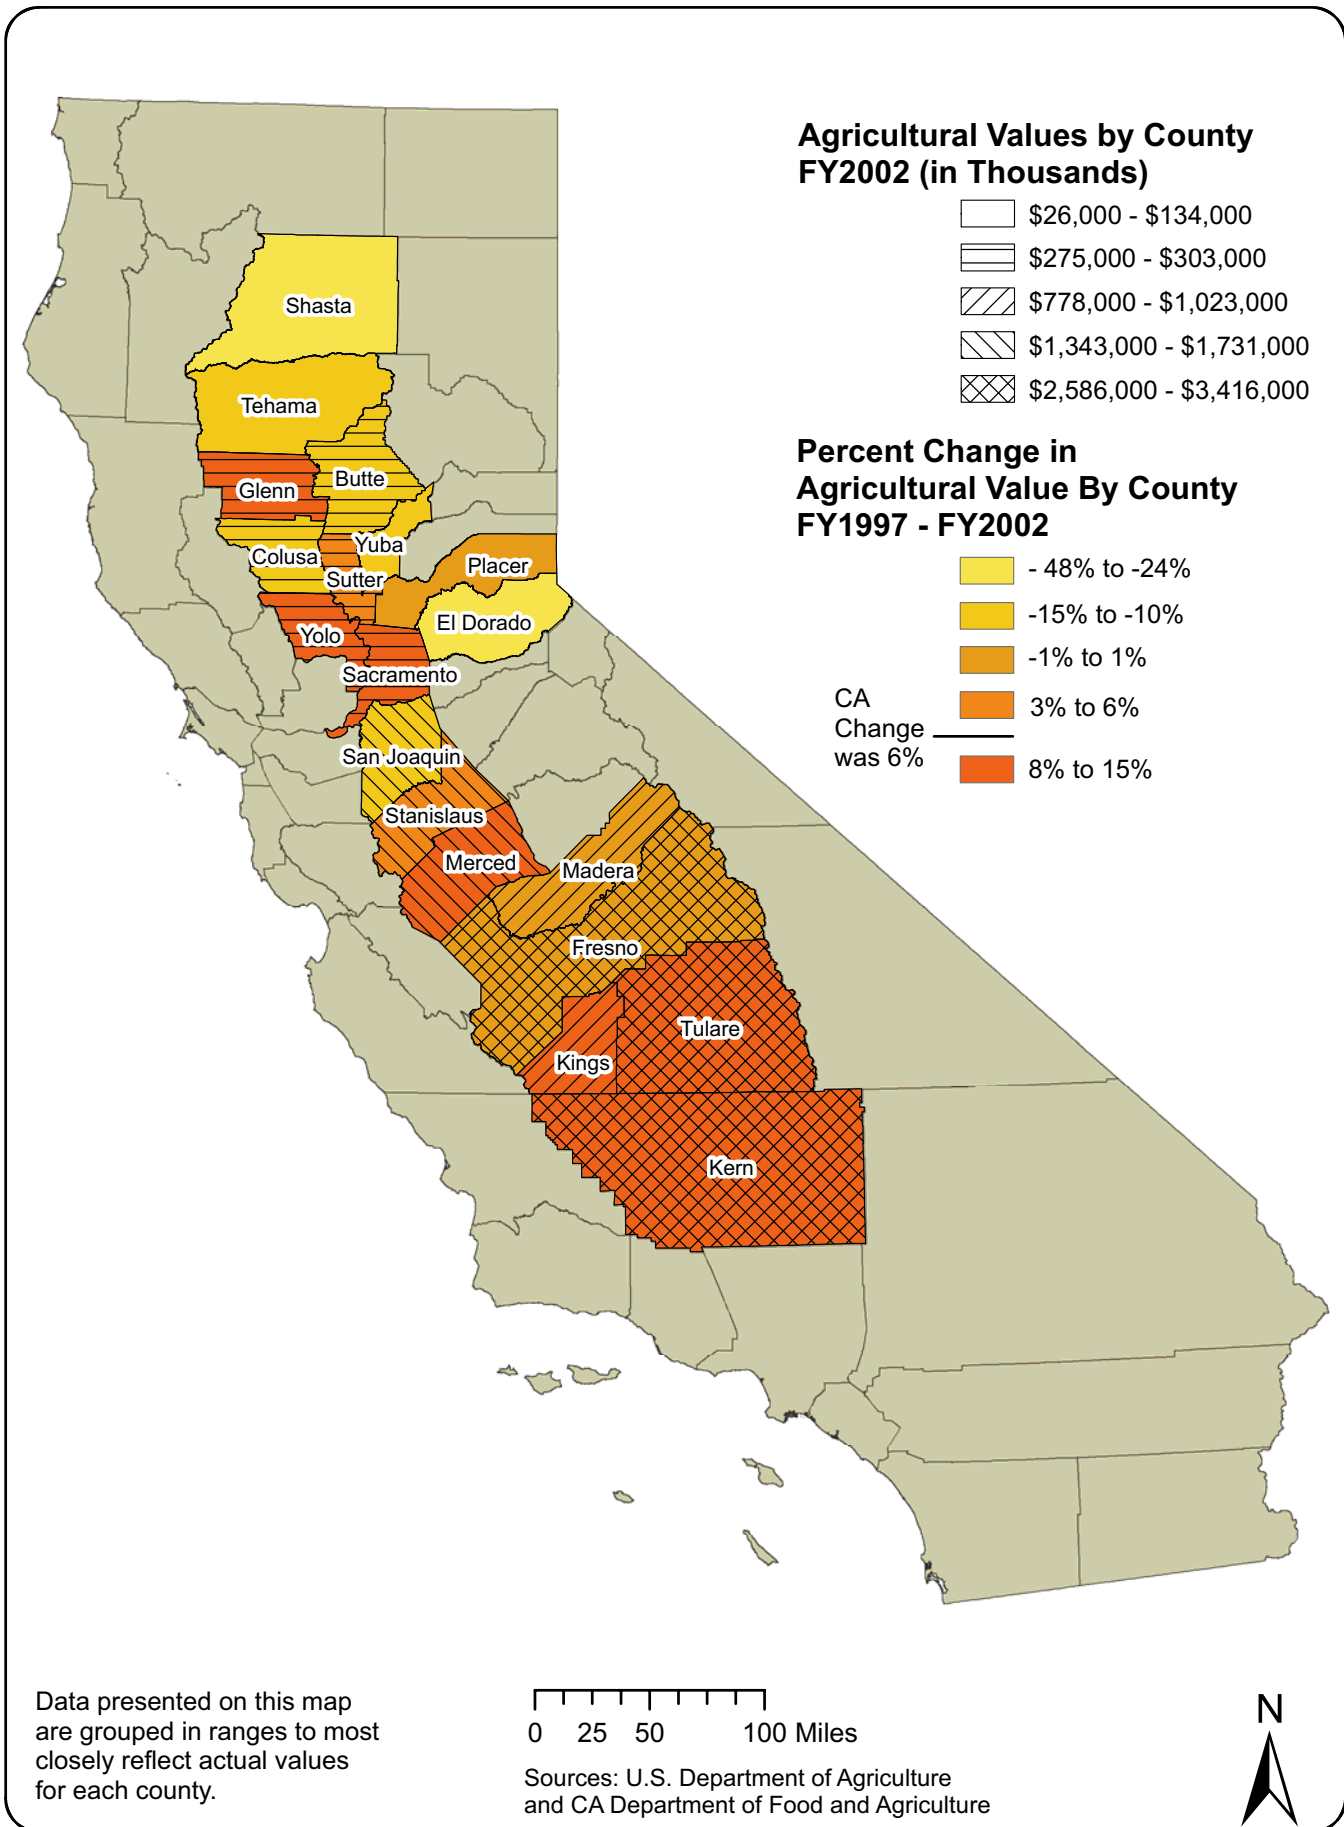 Agricultural Values by County
FY2002 (in Thousands)
$26,000 - $134,000
$275,000 - $303,000
$778,000 - $1,023,000
$1,343,000 - $1,731,000
$2,586,000 - $3,416,000
Percent Change in
Agricultural Value By County
FY1997 - FY2002
- 48% to -24%
-15% to -10%
-1% to 1%
3% to 6%
CA
Change
was 6%
8% to 15%
Shasta
Tehama
Glenn
Butte
Colusa
Yuba
Sutter
Placer
El Dorado
Yolo
Sacramento
San Joaquin
Stanislaus
Merced
Madera
Fresno
Tulare
Kings
Kern
Data presented on this map
are grouped in ranges to most
closely reflect actual values
for each county.
0 25 50 100 Miles
Sources: U.S. Department of Agriculture
and CA Department of Food and Agriculture
N